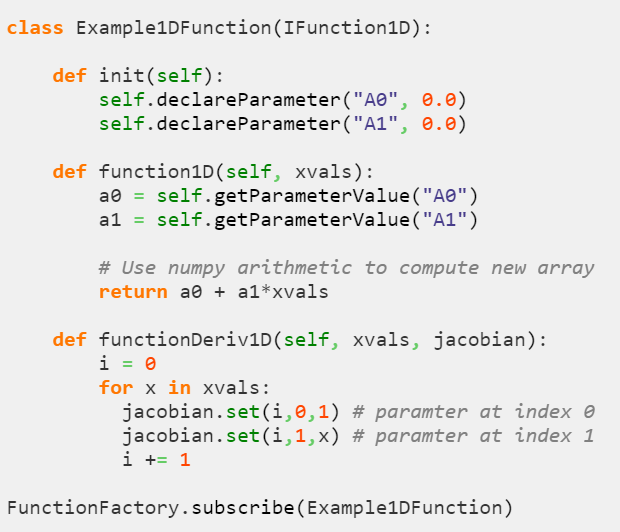 class Example1DFunction(IFunction1D):
def init(self):
self.declareParameter("A0", 0.0)
self.declareParameter("A1", 0.0)
def function1D(self, xvals):
a0 = self.getParameterValue("A0")
a1 = self.getParameterValue("A1")
# Use numpy arithmetic to compute new array
return a0 + a1*xvals
def functionDeriv1D(self, xvals, jacobian):
i = 0
for x in xvals:
jacobian.set(i,0,1) # paramter at index 0
jacobian.set(i,1,x) # paramter at index 1
i += 1
FunctionFactory.subscribe(Example1DFunction)